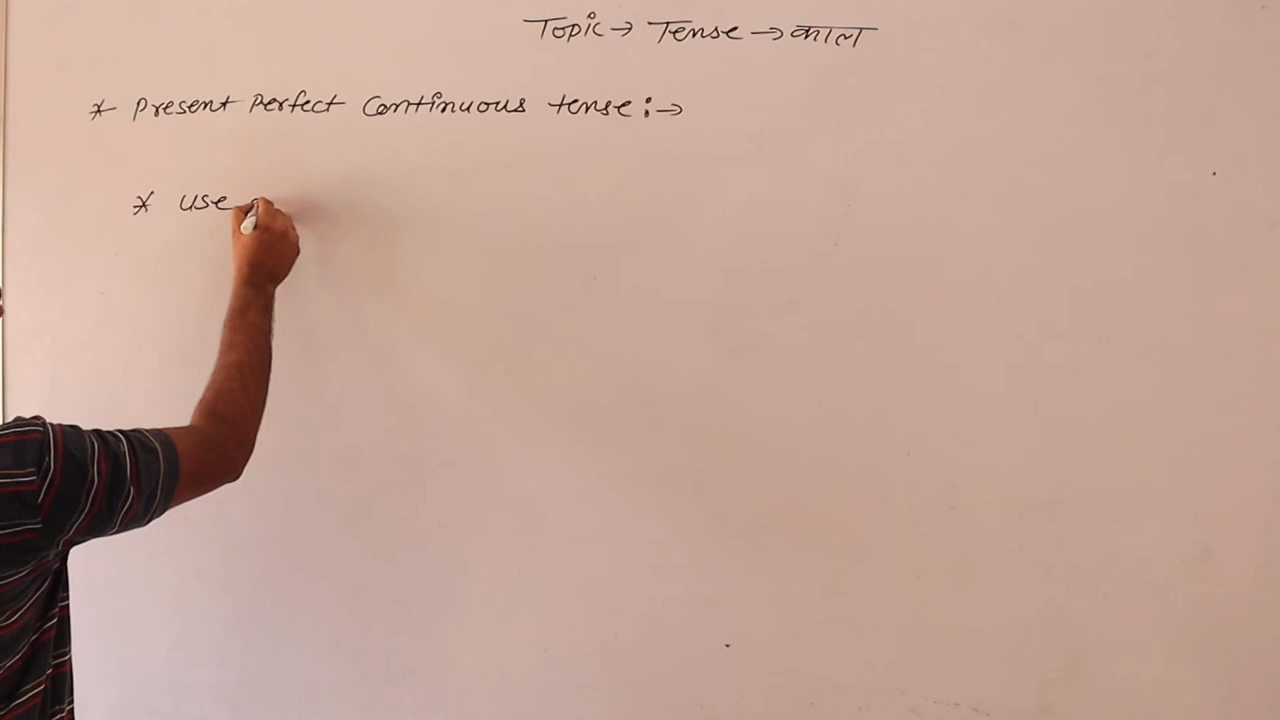 Topic → Tense → काल
* Present Perfect Continuous tense :→
* use